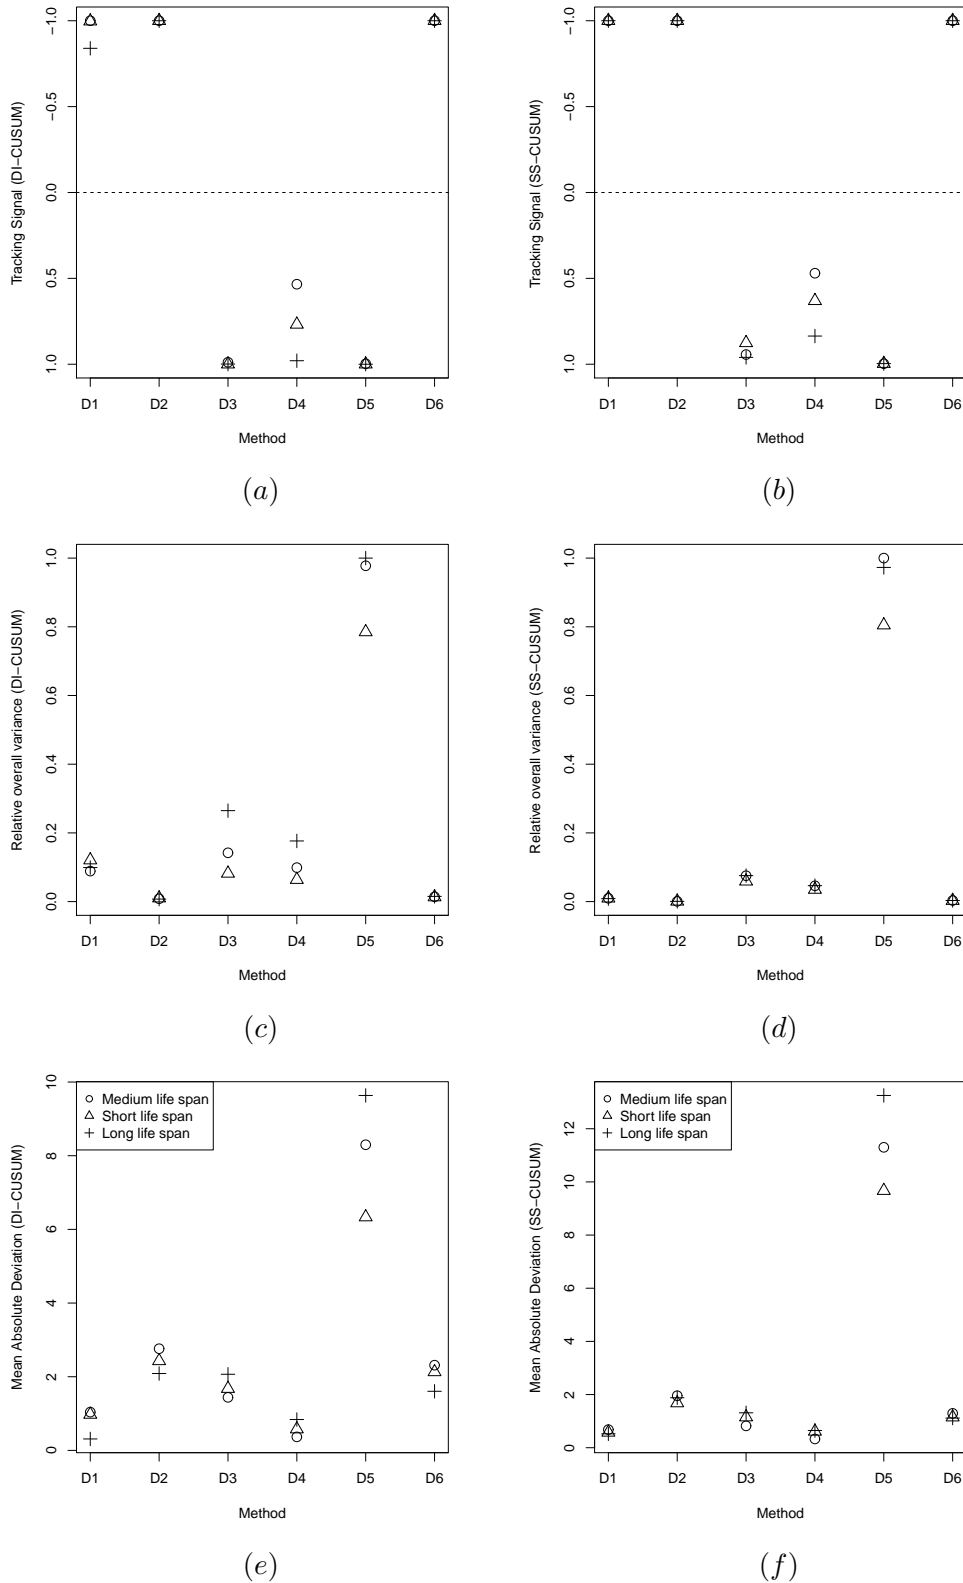 −1.0
−0.5
0.0
0.5
1.0
Tracking Signal (DI−CUSUM)
D1 D2 D3 D4 D5 D6
Method
(a)
−1.0
−0.5
0.0
0.5
1.0
Tracking Signal (SS−CUSUM)
D1 D2 D3 D4 D5 D6
Method
(b)
1.0
0.8
0.6
0.4
0.2
0.0
Relative overall variance (DI−CUSUM)
D1 D2 D3 D4 D5 D6
Method
(c)
1.0
0.8
0.6
0.4
0.2
0.0
Relative overall variance (SS−CUSUM)
D1 D2 D3 D4 D5 D6
Method
(d)
Medium life span
Short life span
Long life span
10
8
6
4
2
0
Mean Absolute Deviation (DI−CUSUM)
D1 D2 D3 D4 D5 D6
Method
(e)
Medium life span
Short life span
Long life span
12
10
8
6
4
2
0
Mean Absolute Deviation (SS−CUSUM)
D1 D2 D3 D4 D5 D6
Method
(f)